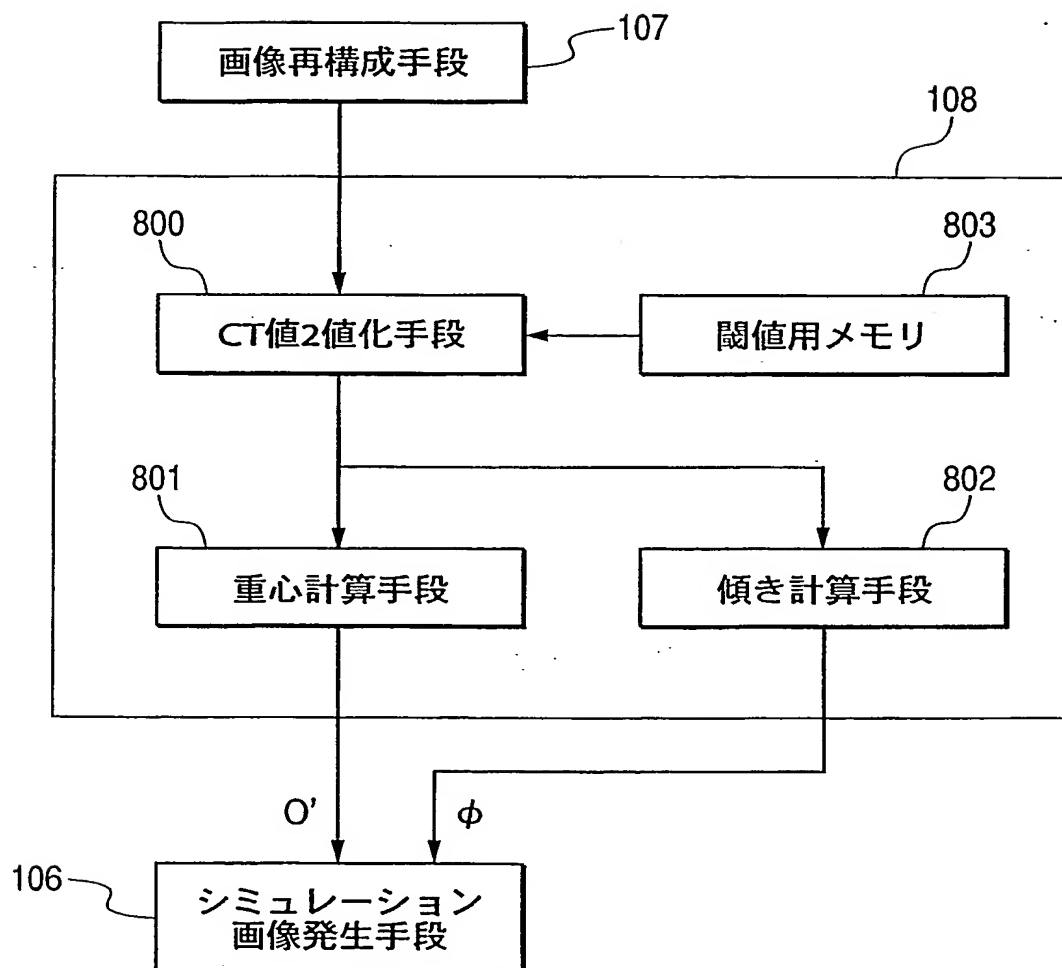 画像再構成手段
107
108
800
803
CT値2値化手段
閾値用メモリ
801
802
重心計算手段
傾き計算手段
O'
φ
106
シミュレーション
画像発生手段